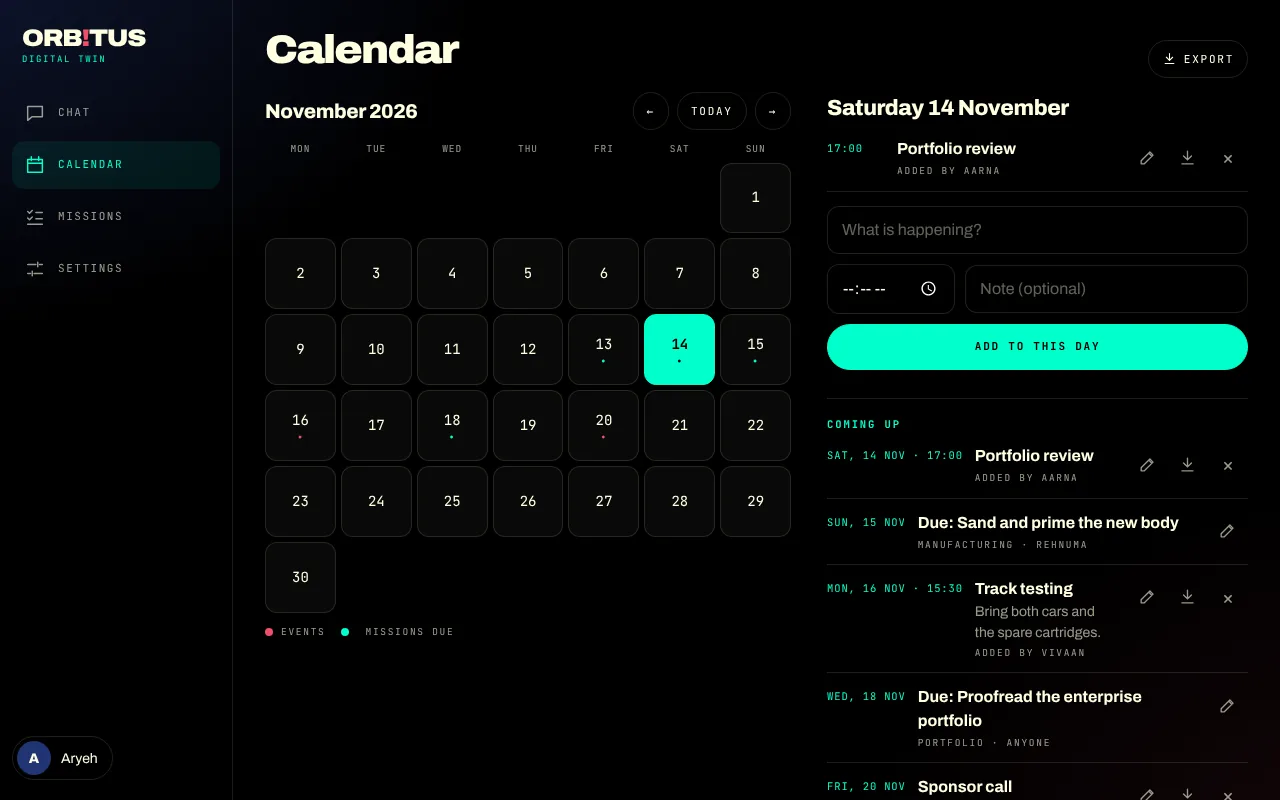 ORB!TUS
DIGITAL TWIN
CHAT
CALENDAR
MISSIONS
SETTINGS
A
Aryeh
Calendar
EXPORT
November 2026
←
TODAY
→
MON TUE WED THU FRI SAT SUN
1
2 3 4 5 6 7 8
9 10 11 12 13 14 15
16 17 18 19 20 21 22
23 24 25 26 27 28 29
30
EVENTS
MISSIONS DUE
Saturday 14 November
17:00
Portfolio review
ADDED BY AARNA
What is happening?
--:-- --
Note (optional)
ADD TO THIS DAY
COMING UP
SAT, 14 NOV · 17:00
Portfolio review
ADDED BY AARNA
SUN, 15 NOV
Due: Sand and prime the new body
MANUFACTURING · REHNUMA
MON, 16 NOV · 15:30
Track testing
Bring both cars and
the spare cartridges.
ADDED BY VIVAAN
WED, 18 NOV
Due: Proofread the enterprise
portfolio
PORTFOLIO · ANYONE
FRI, 20 NOV
Sponsor call